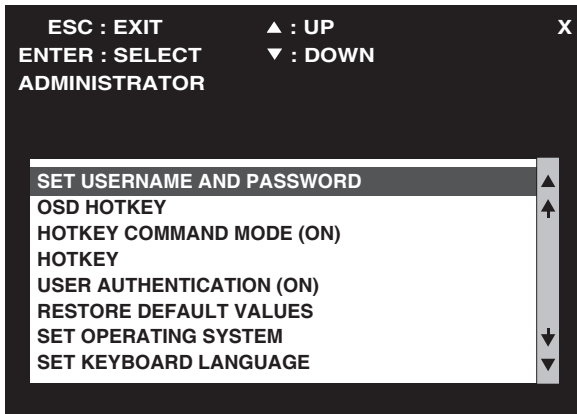 ESC : EXIT ▲ : UP X
ENTER : SELECT ▼ : DOWN
ADMINISTRATOR
SET USERNAME AND PASSWORD
OSD HOTKEY
HOTKEY COMMAND MODE (ON)
HOTKEY
USER AUTHENTICATION (ON)
RESTORE DEFAULT VALUES
SET OPERATING SYSTEM
SET KEYBOARD LANGUAGE